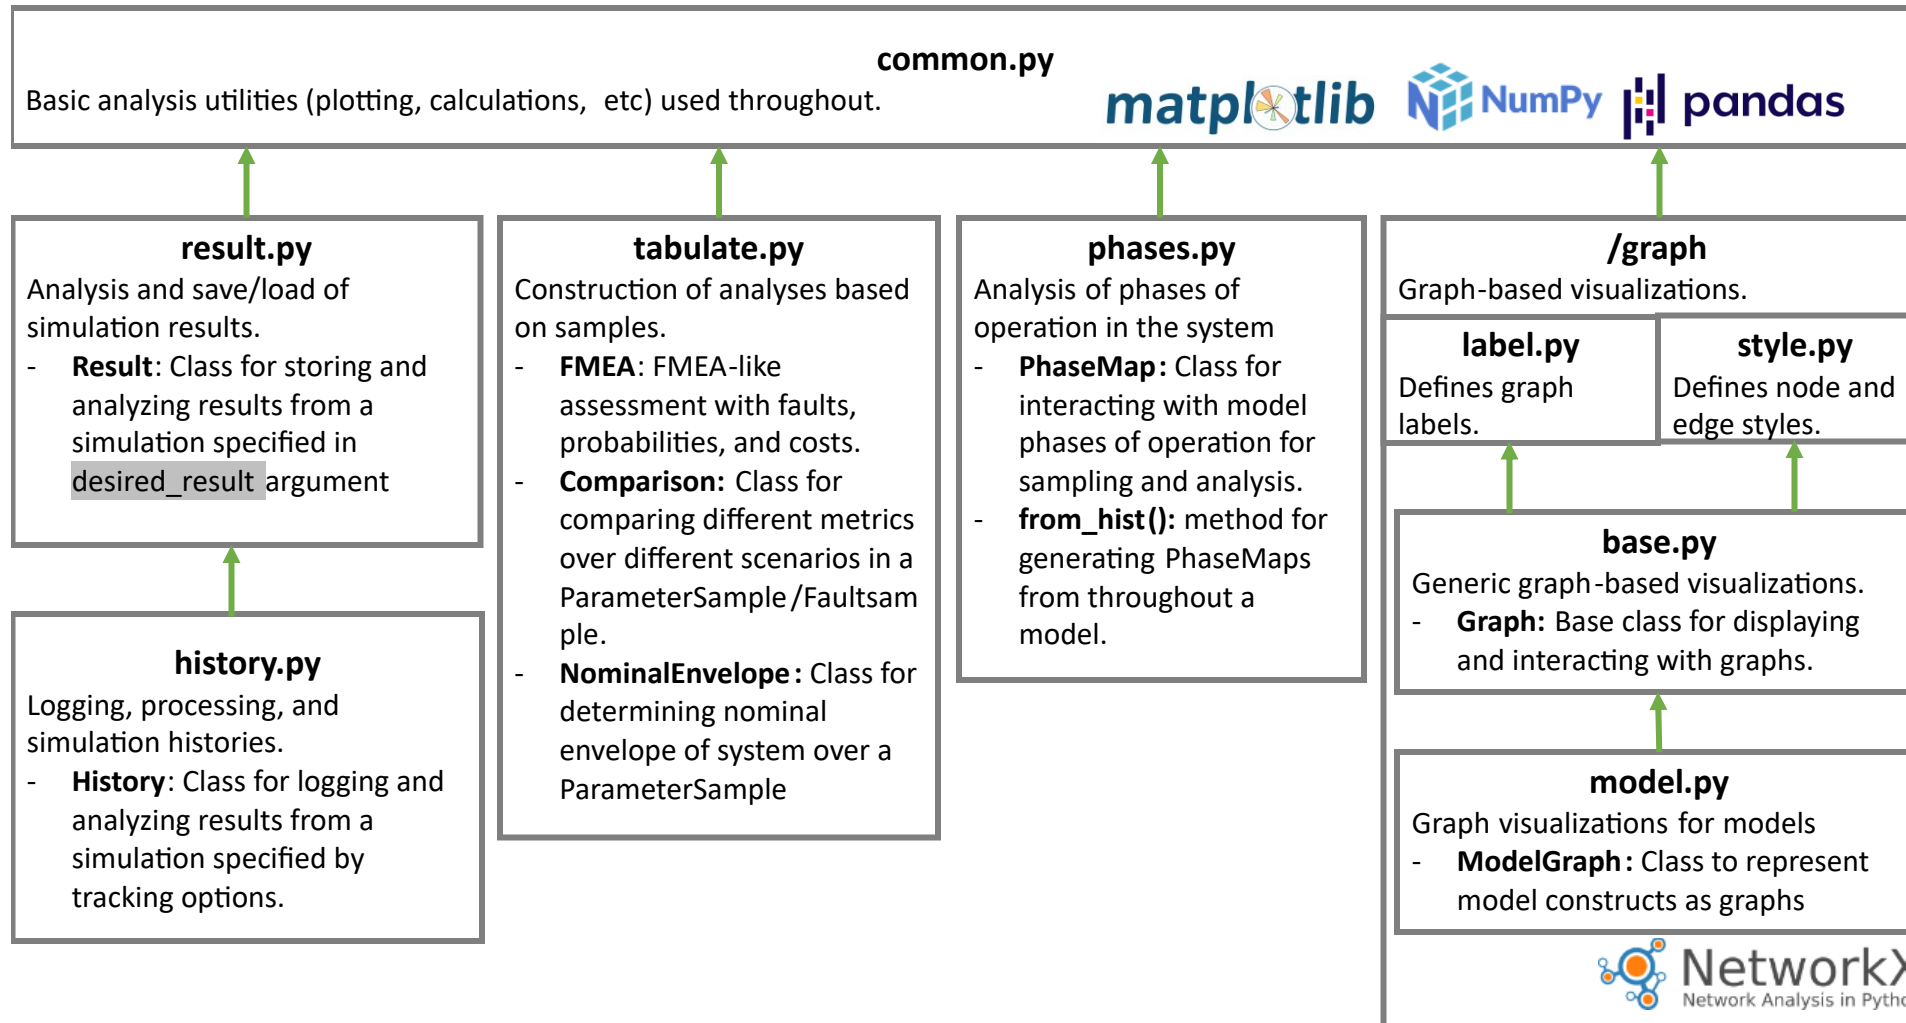 common.py
Basic analysis utilities (plotting, calculations, etc) used throughout.
matplotlib
NumPy
pandas
result.py
Analysis and save/load of
simulation results.
- Result: Class for storing and
analyzing results from a
simulation specified in
desired_result argument
history.py
Logging, processing, and
simulation histories.
- History: Class for logging and
analyzing results from a
simulation specified by
tracking options.
tabulate.py
Construction of analyses based
on samples.
- FMEA: FMEA-like
assessment with faults,
probabilities, and costs.
- Comparison: Class for
comparing different metrics
over different scenarios in a
ParameterSample/Faultsam
ple.
- NominalEnvelope: Class for
determining nominal
envelope of system over a
ParameterSample
phases.py
Analysis of phases of
operation in the system
- PhaseMap: Class for
interacting with model
phases of operation for
sampling and analysis.
- from_hist(): method for
generating PhaseMaps
from throughout a
model.
/graph
Graph-based visualizations.
label.py
Defines graph
labels.
style.py
Defines node and
edge styles.
base.py
Generic graph-based visualizations.
- Graph: Base class for displaying
and interacting with graphs.
model.py
Graph visualizations for models
- ModelGraph: Class to represent
model constructs as graphs
NetworkX
Network Analysis in Pytho